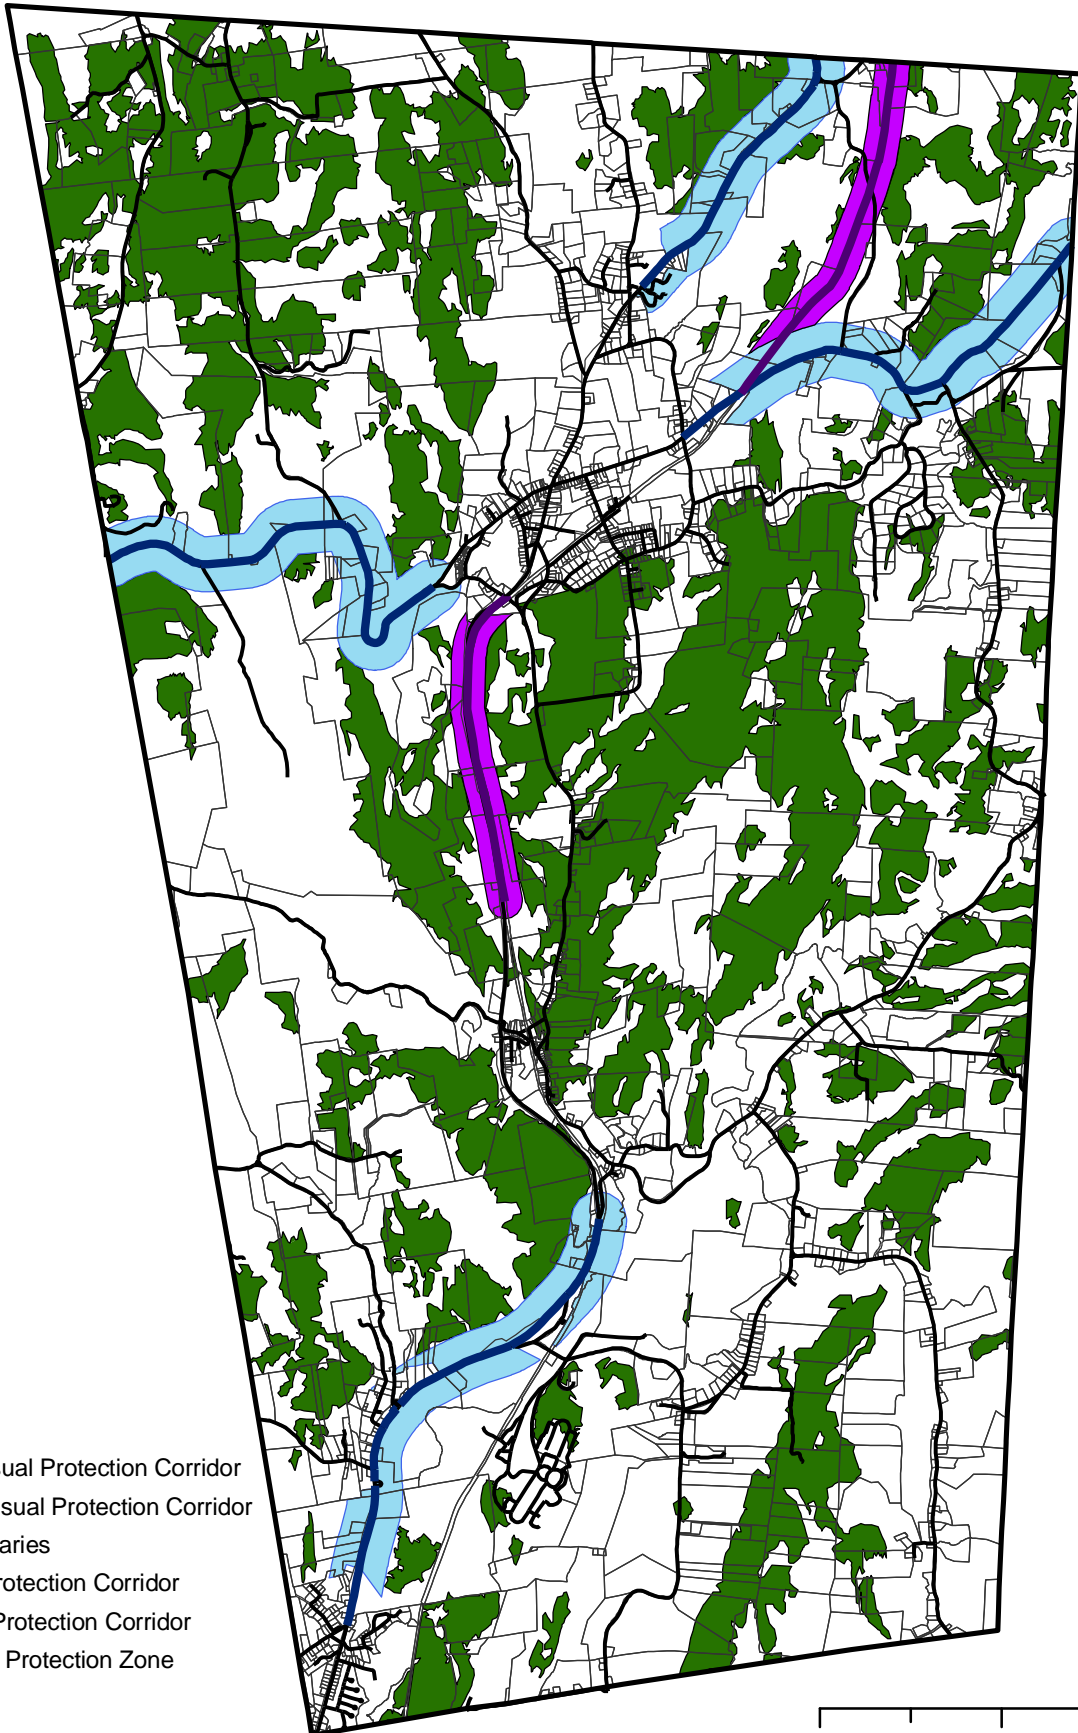 ual Protection Corridor
sual Protection Corridor
aries
rotection Corridor
Protection Corridor
Protection Zone